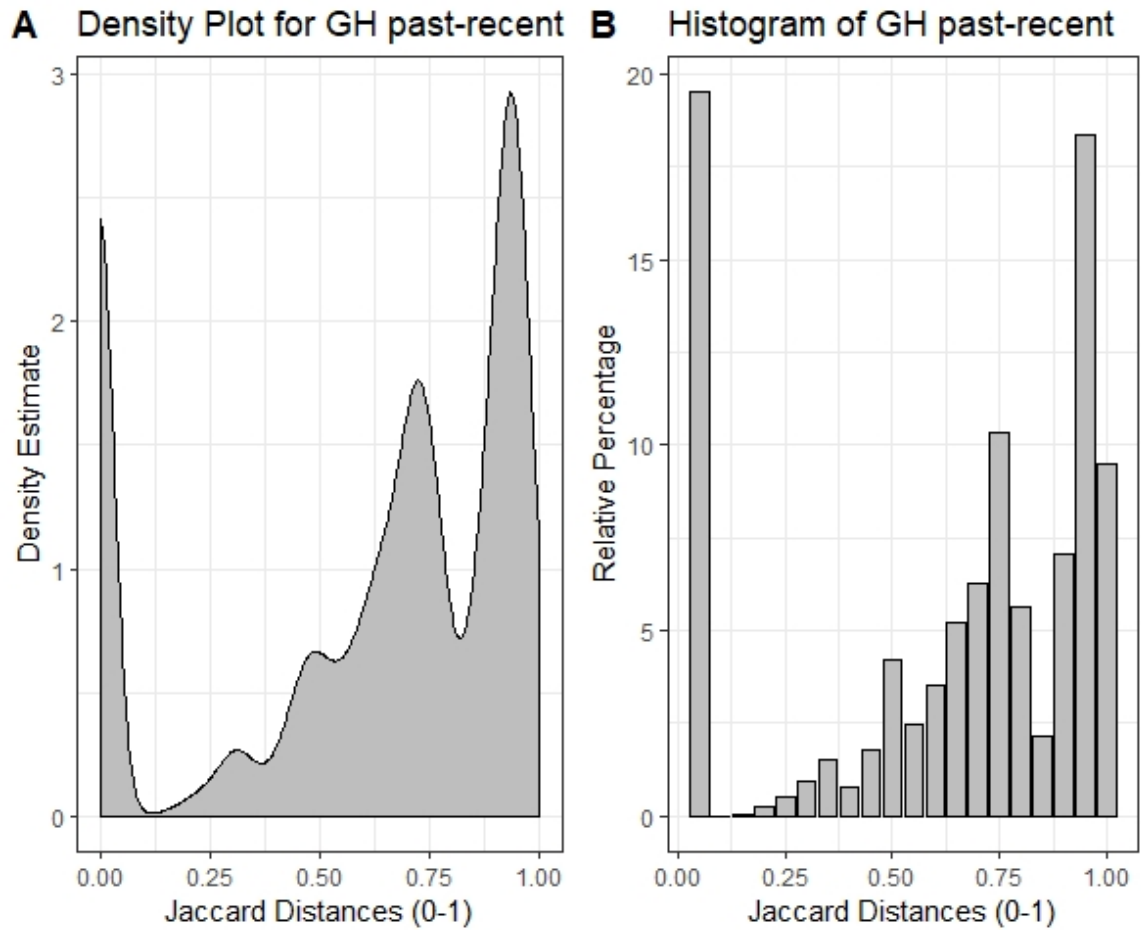 A Density Plot for GH past-recent
Density Estimate
3
2
1
0
0.00 0.25 0.50 0.75 1.00
Jaccard Distances (0-1)
B Histogram of GH past-recent
Relative Percentage
20
15
10
5
0
0.00 0.25 0.50 0.75 1.00
Jaccard Distances (0-1)